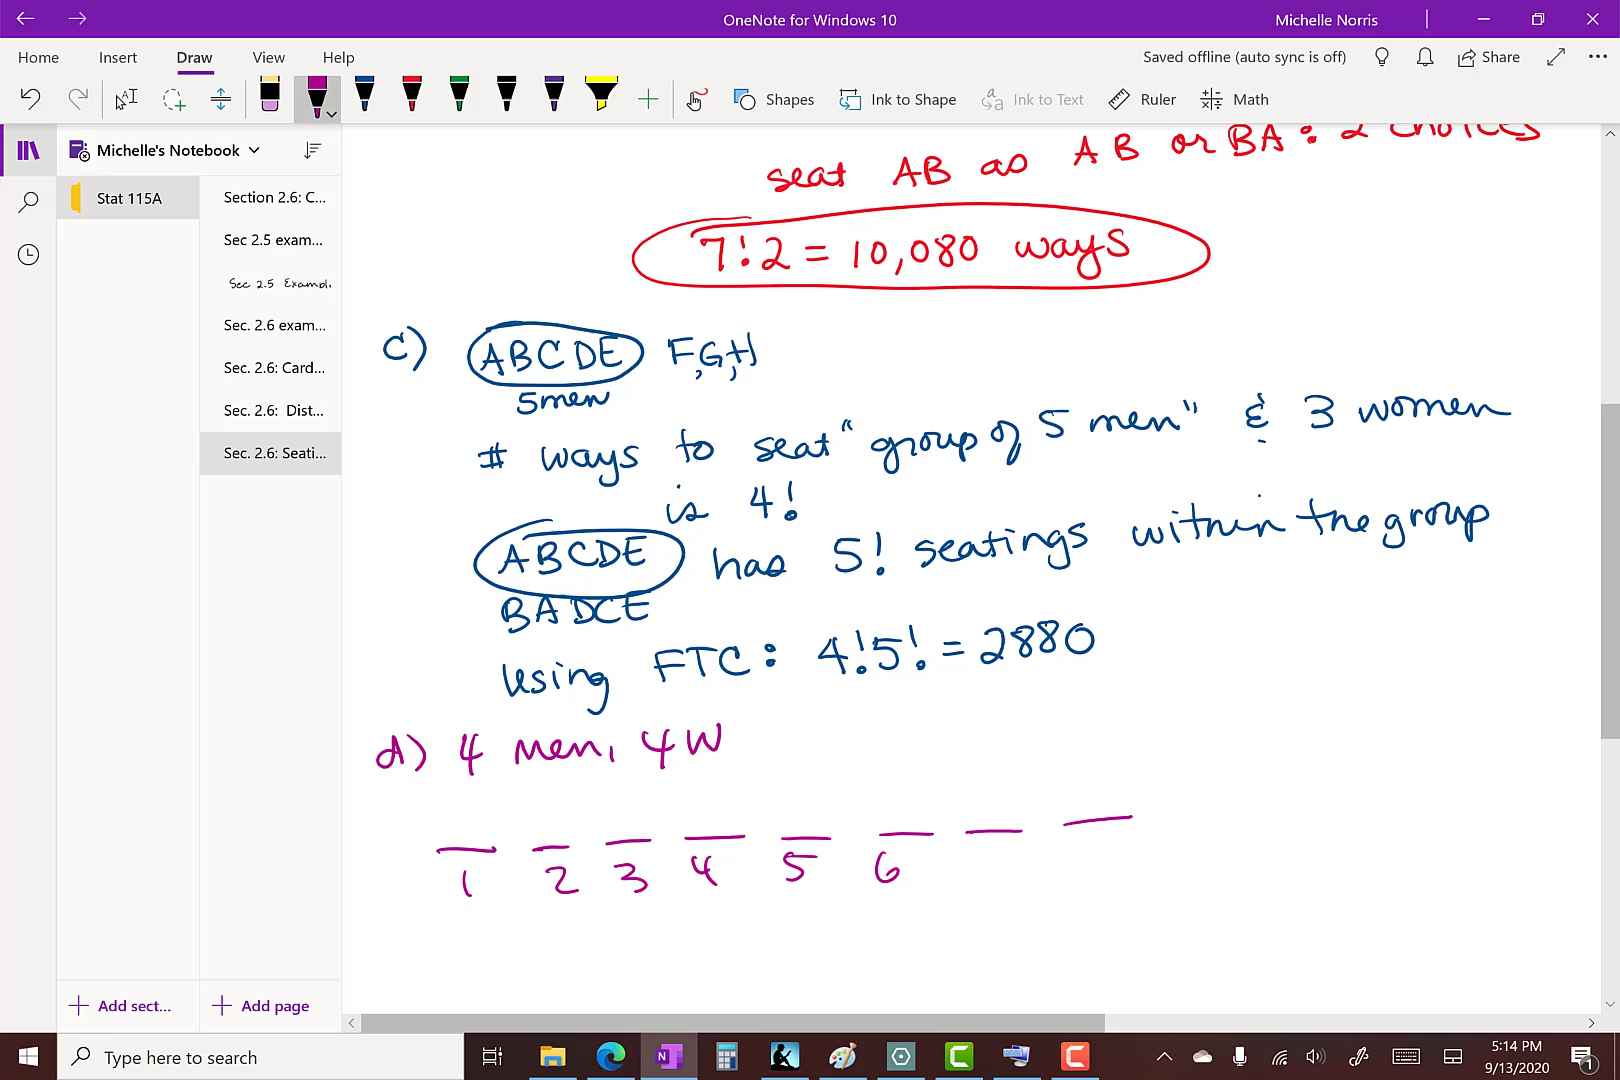 OneNote for Windows 10
Michelle Norris
Home Insert Draw View Help
Saved offline (auto sync is off) Share
Shapes Ink to Shape Ink to Text Ruler Math
Michelle's Notebook
Stat 115A
Section 2.6: C...
Sec 2.5 exam...
Sec 2.5 Exampl
Sec. 2.6 exam...
Sec. 2.6: Card...
Sec. 2.6: Dist...
Sec. 2.6: Seati...
Add sect...
Add page
seat AB as AB or BA: 2 choices
7!2 = 10,080 ways
c) ABCDE F,G,H
5men
# ways to seat "group of 5 men" & 3 women
is 4!
ABCDE has 5! seatings within the group
BADCE
using FTC: 4!5! = 2880
d) 4 men, 4W
1 2 3 4 5 6
Type here to search
5:14 PM
9/13/2020
1